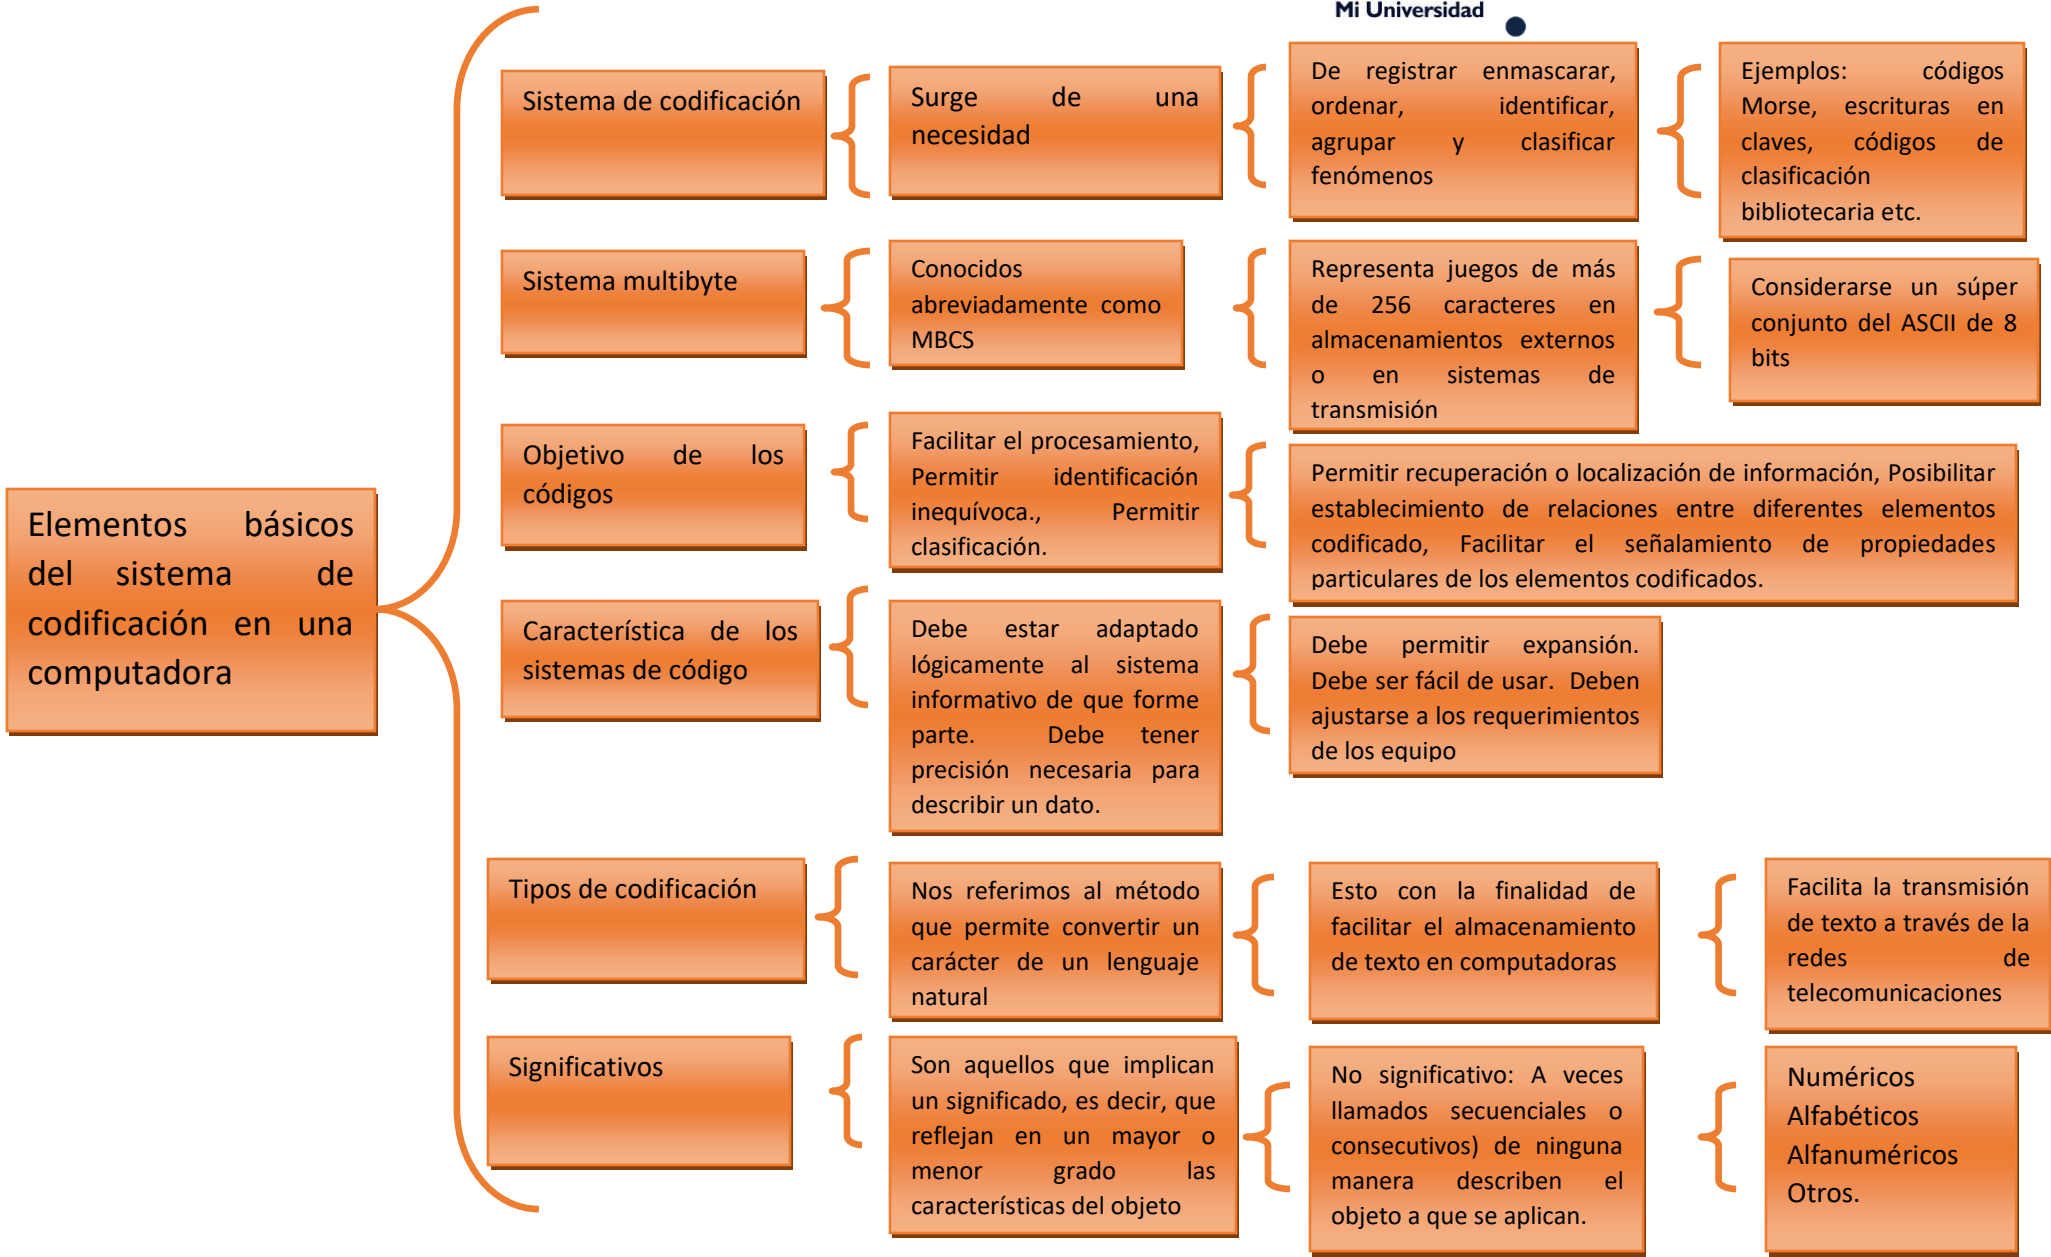 Mi Universidad
Elementos básicos
del sistema de
codificación en una
computadora
Sistema de codificación
Surge de una
necesidad
De registrar enmascarar,
ordenar, identificar,
agrupar y clasificar
fenómenos
Ejemplos: códigos
Morse, escrituras en
claves, códigos de
clasificación
bibliotecaria etc.
Sistema multibyte
Conocidos
abreviadamente como
MBCS
Representa juegos de más
de 256 caracteres en
almacenamientos externos
o en sistemas de
transmisión
Considerarse un súper
conjunto del ASCII de 8
bits
Objetivo de los
códigos
Facilitar el procesamiento,
Permitir identificación
inequívoca., Permitir
clasificación.
Permitir recuperación o localización de información, Posibilitar
establecimiento de relaciones entre diferentes elementos
codificado, Facilitar el señalamiento de propiedades
particulares de los elementos codificados.
Característica de los
sistemas de código
Debe estar adaptado
lógicamente al sistema
informativo de que forme
parte. Debe tener
precisión necesaria para
describir un dato.
Debe permitir expansión.
Debe ser fácil de usar. Deben
ajustarse a los requerimientos
de los equipo
Tipos de codificación
Nos referimos al método
que permite convertir un
carácter de un lenguaje
natural
Esto con la finalidad de
facilitar el almacenamiento
de texto en computadoras
Facilita la transmisión
de texto a través de la
redes de
telecomunicaciones
Significativos
Son aquellos que implican
un significado, es decir, que
reflejan en un mayor o
menor grado las
características del objeto
No significativo: A veces
llamados secuenciales o
consecutivos) de ninguna
manera describen el
objeto a que se aplican.
Numéricos
Alfabéticos
Alfanuméricos
Otros.